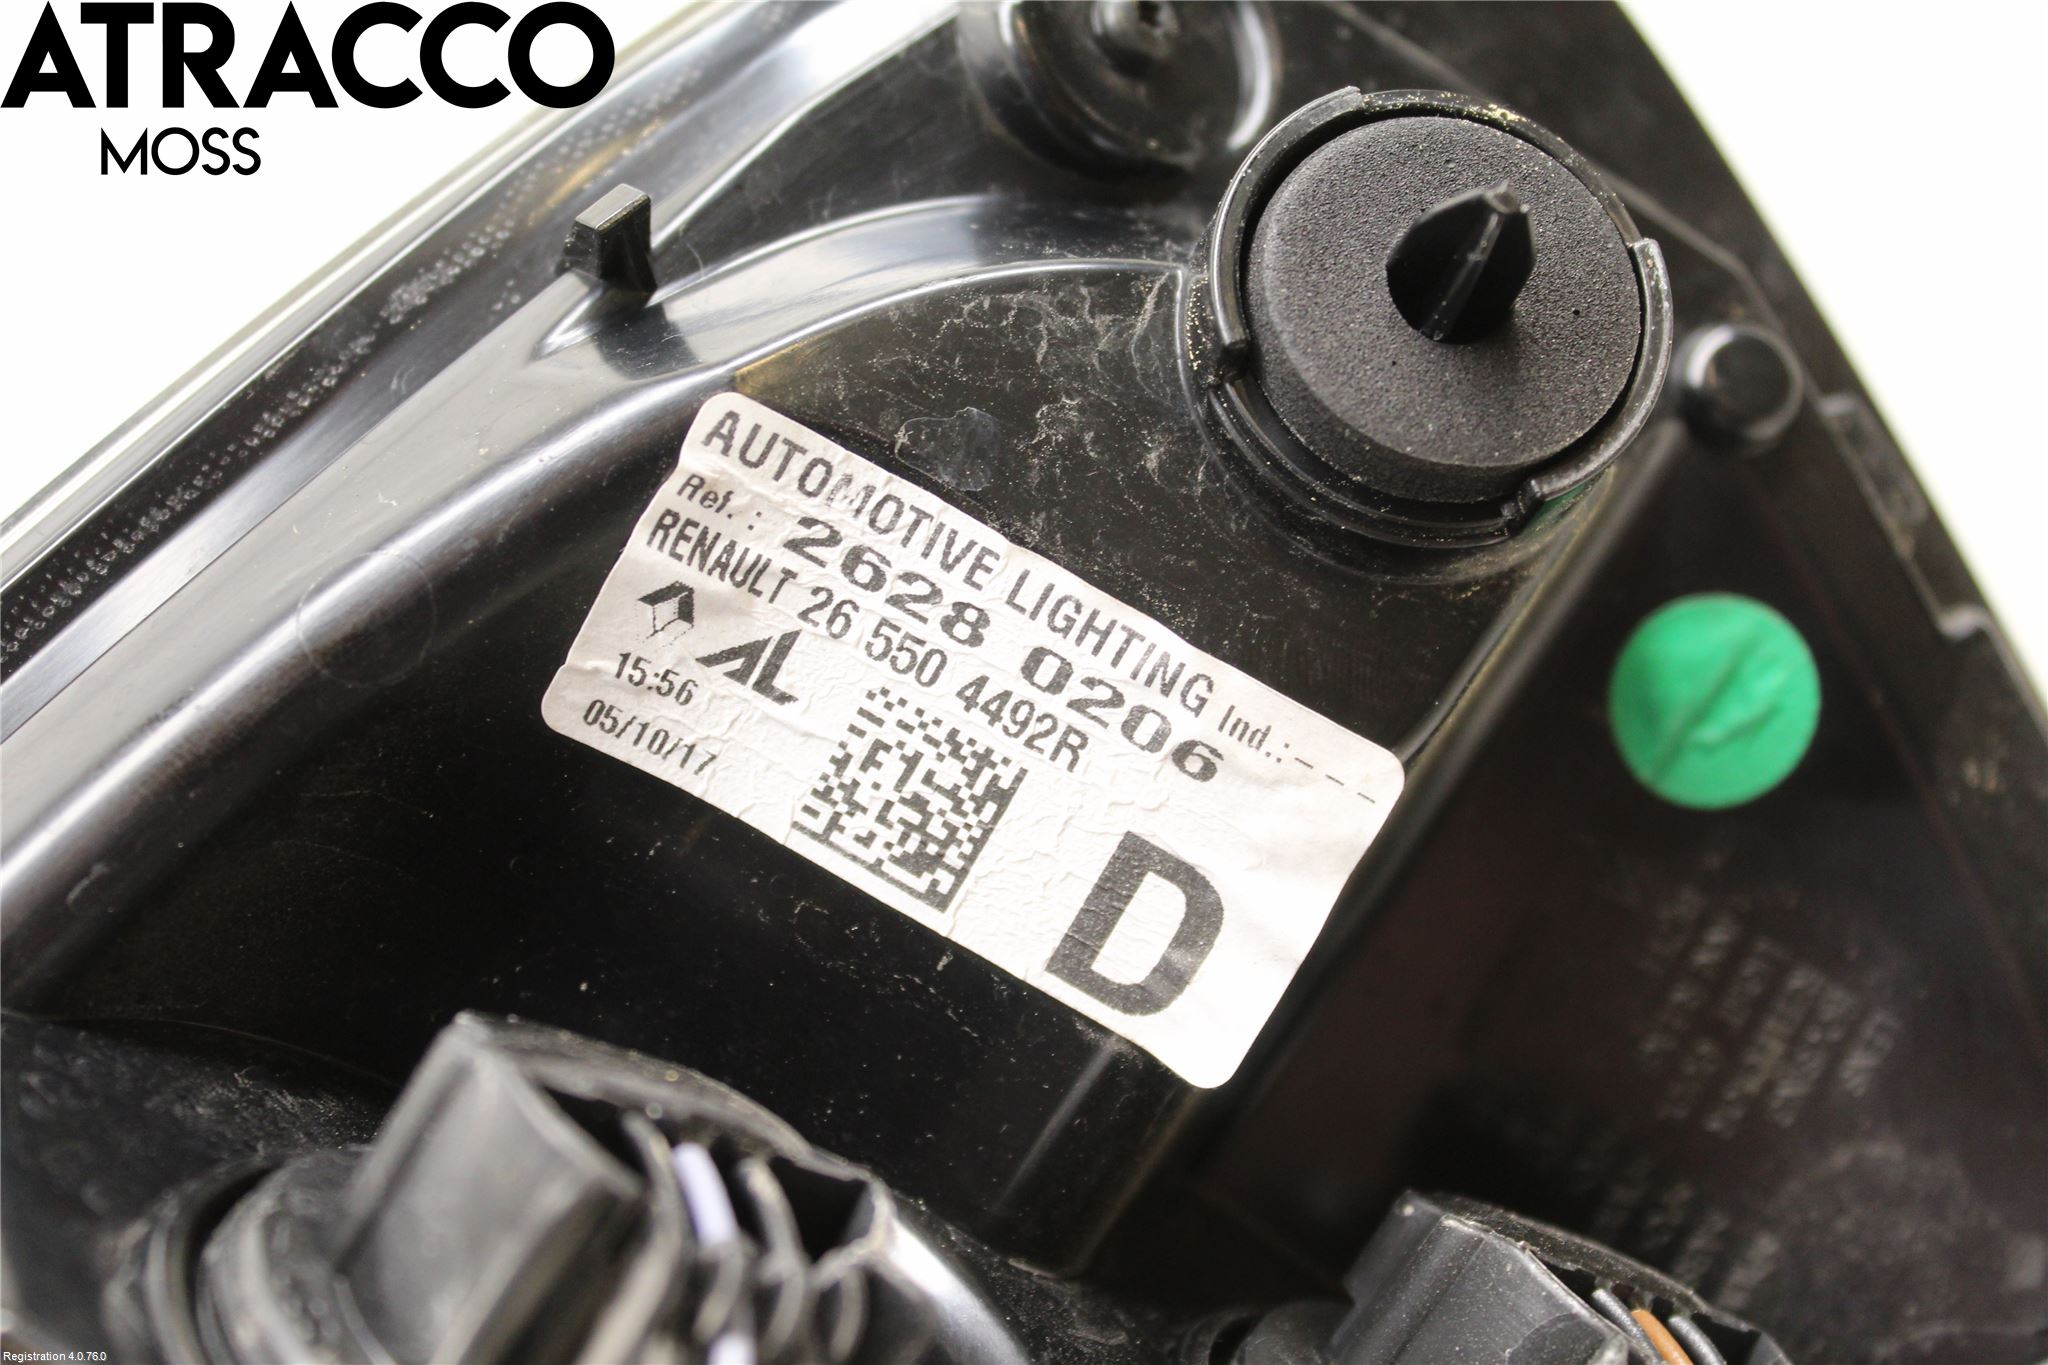 ATRACCO
MOSS
AUTOMOTIVE LIGHTING Ind.: - - -
Ref. : 2628 0206
RENAULT 26 550 4492R
AL
15:56
05/10/17
F1
D
Registration 4.0.76.0